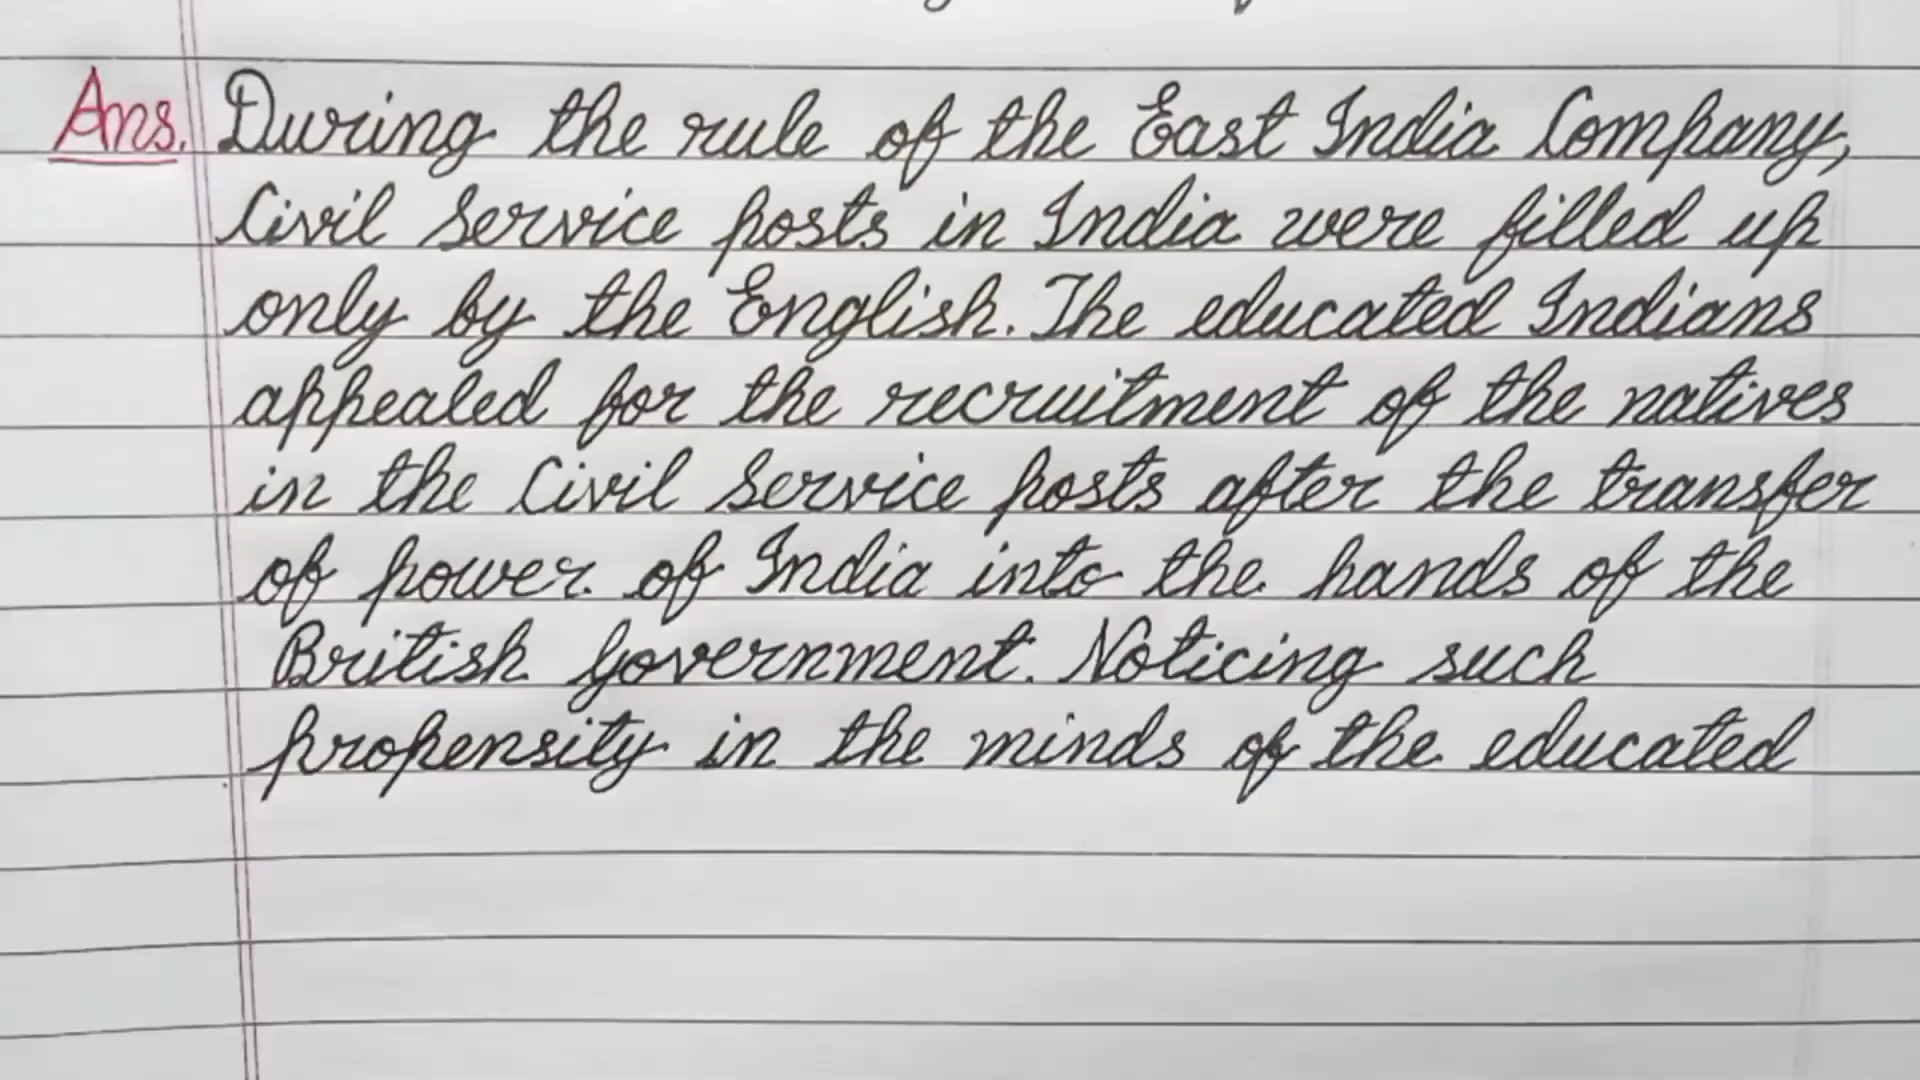 Ans. During the rule of the East India Company,
Civil Service posts in India were filled up
only by the English. The educated Indians
appealed for the recruitment of the natives
in the Civil Service posts after the transfer
of power of India into the hands of the
British Government. Noticing such
propensity in the minds of the educated